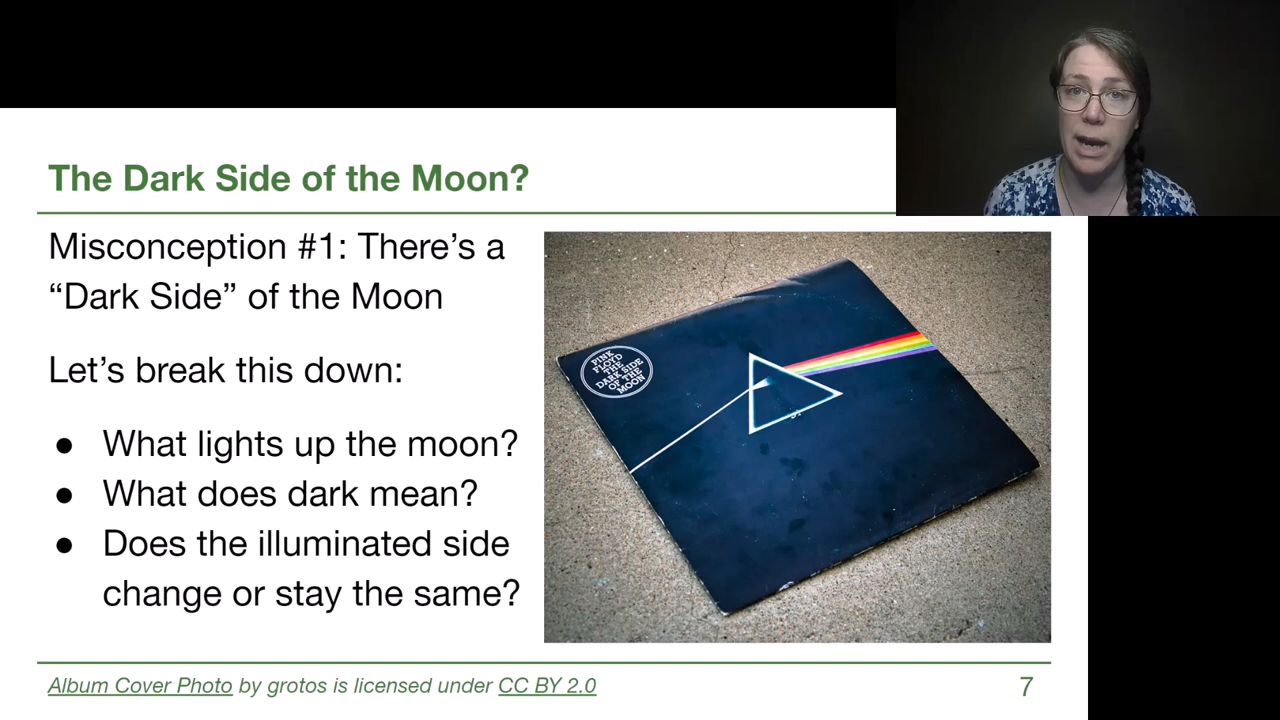 The Dark Side of the Moon?
Misconception #1: There’s a
“Dark Side” of the Moon
Let’s break this down:
● What lights up the moon?
● What does dark mean?
● Does the illuminated side
change or stay the same?
PINK
FLOYD
THE
DARK SIDE
OF THE
MOON
Album Cover Photo by grotos is licensed under CC BY 2.0
7